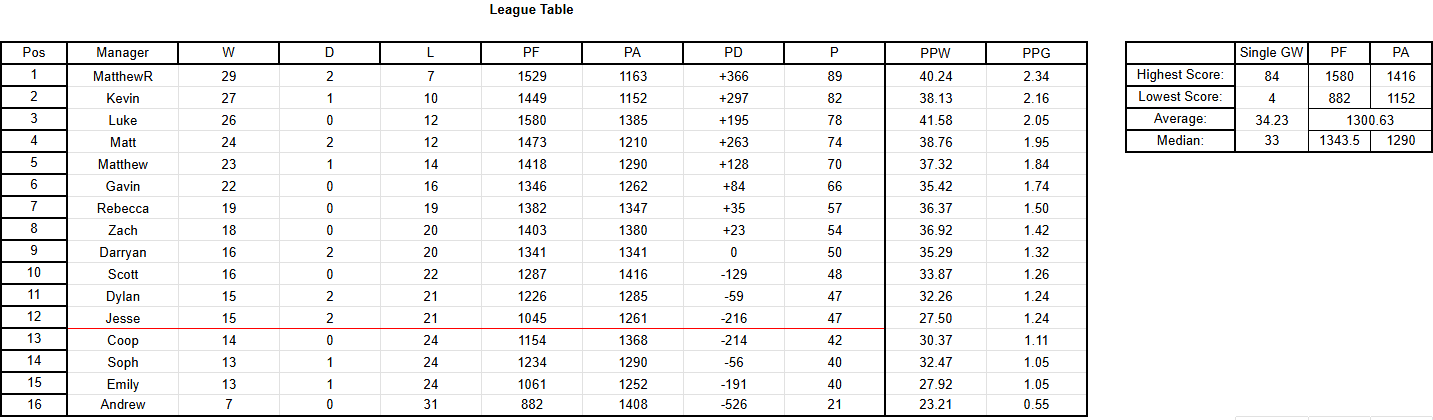 League Table
Pos Manager W D L PF PA PD P PPW PPG
1 MatthewR 29 2 7 1529 1163 +366 89 40.24 2.34
2 Kevin 27 1 10 1449 1152 +297 82 38.13 2.16
3 Luke 26 0 12 1580 1385 +195 78 41.58 2.05
4 Matt 24 2 12 1473 1210 +263 74 38.76 1.95
5 Matthew 23 1 14 1418 1290 +128 70 37.32 1.84
6 Gavin 22 0 16 1346 1262 +84 66 35.42 1.74
7 Rebecca 19 0 19 1382 1347 +35 57 36.37 1.50
8 Zach 18 0 20 1403 1380 +23 54 36.92 1.42
9 Darryan 16 2 20 1341 1341 0 50 35.29 1.32
10 Scott 16 0 22 1287 1416 -129 48 33.87 1.26
11 Dylan 15 2 21 1226 1285 -59 47 32.26 1.24
12 Jesse 15 2 21 1045 1261 -216 47 27.50 1.24
13 Coop 14 0 24 1154 1368 -214 42 30.37 1.11
14 Soph 13 1 24 1234 1290 -56 40 32.47 1.05
15 Emily 13 1 24 1061 1252 -191 40 27.92 1.05
16 Andrew 7 0 31 882 1408 -526 21 23.21 0.55
Single GW PF PA
Highest Score: 84 1580 1416
Lowest Score: 4 882 1152
Average: 34.23 1300.63
Median: 33 1343.5 1290